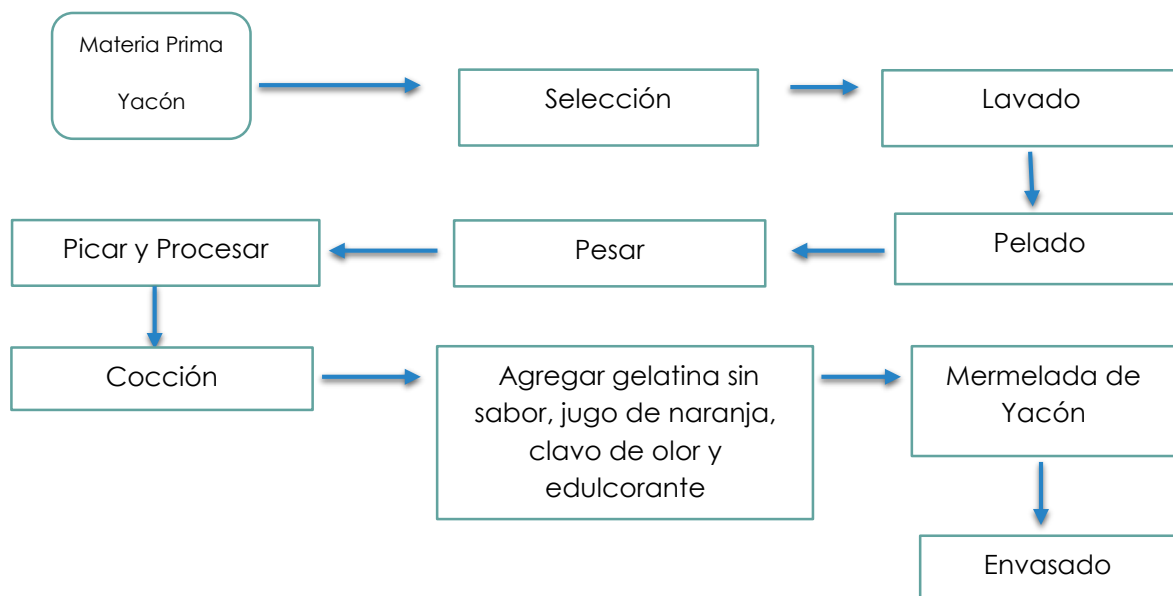 Materia Prima
Yacón
Selección
Lavado
Pelado
Pesar
Picar y Procesar
Cocción
Agregar gelatina sin
sabor, jugo de naranja,
clavo de olor y
edulcorante
Mermelada de
Yacón
Envasado